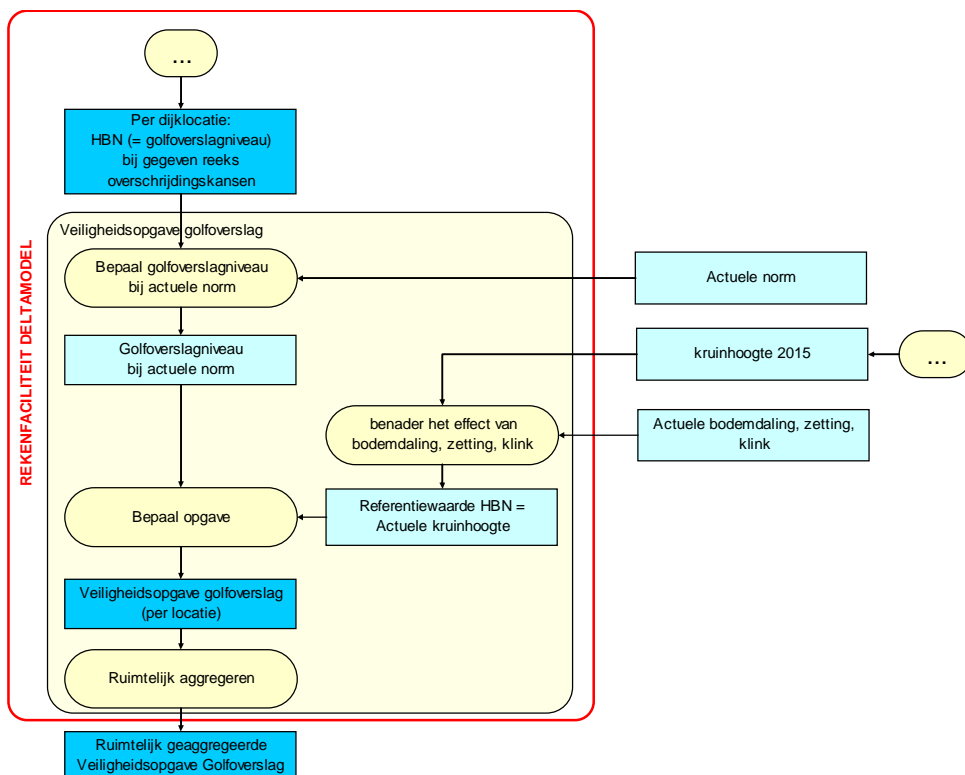 ...
Per dijklocatie:
HBN (= golfoverslagniveau)
bij gegeven reeks
overschrijdingskansen
REKENFACILITEIT DELTAMODEL
Veiligheidsopgave golfoverslag
Bepaal golfoverslagniveau
bij actuele norm
Actuele norm
Golfoverslagniveau
bij actuele norm
kruinhoogte 2015
...
benader het effect van
bodemdaling, zetting, klink
Actuele bodemdaling, zetting,
klink
Bepaal opgave
Referentiewaarde HBN =
Actuele kruinhoogte
Veiligheidsopgave golfoverslag
(per locatie)
Ruimtelijk aggregeren
Ruimtelijk geaggregeerde
Veiligheidsopgave Golfoverslag